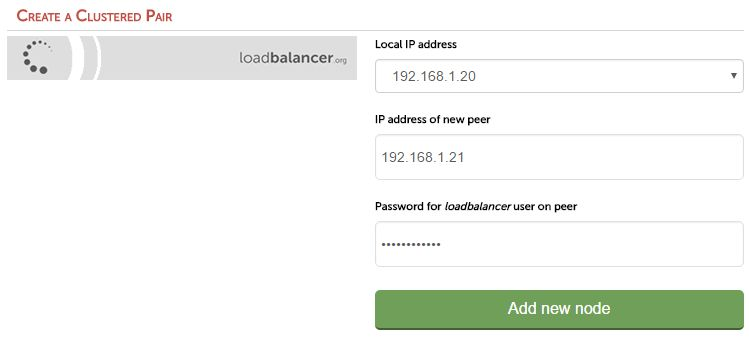 Create a Clustered Pair
loadbalancer.org
Local IP address
192.168.1.20
IP address of new peer
192.168.1.21
Password for loadbalancer user on peer
••••••••••••
Add new node